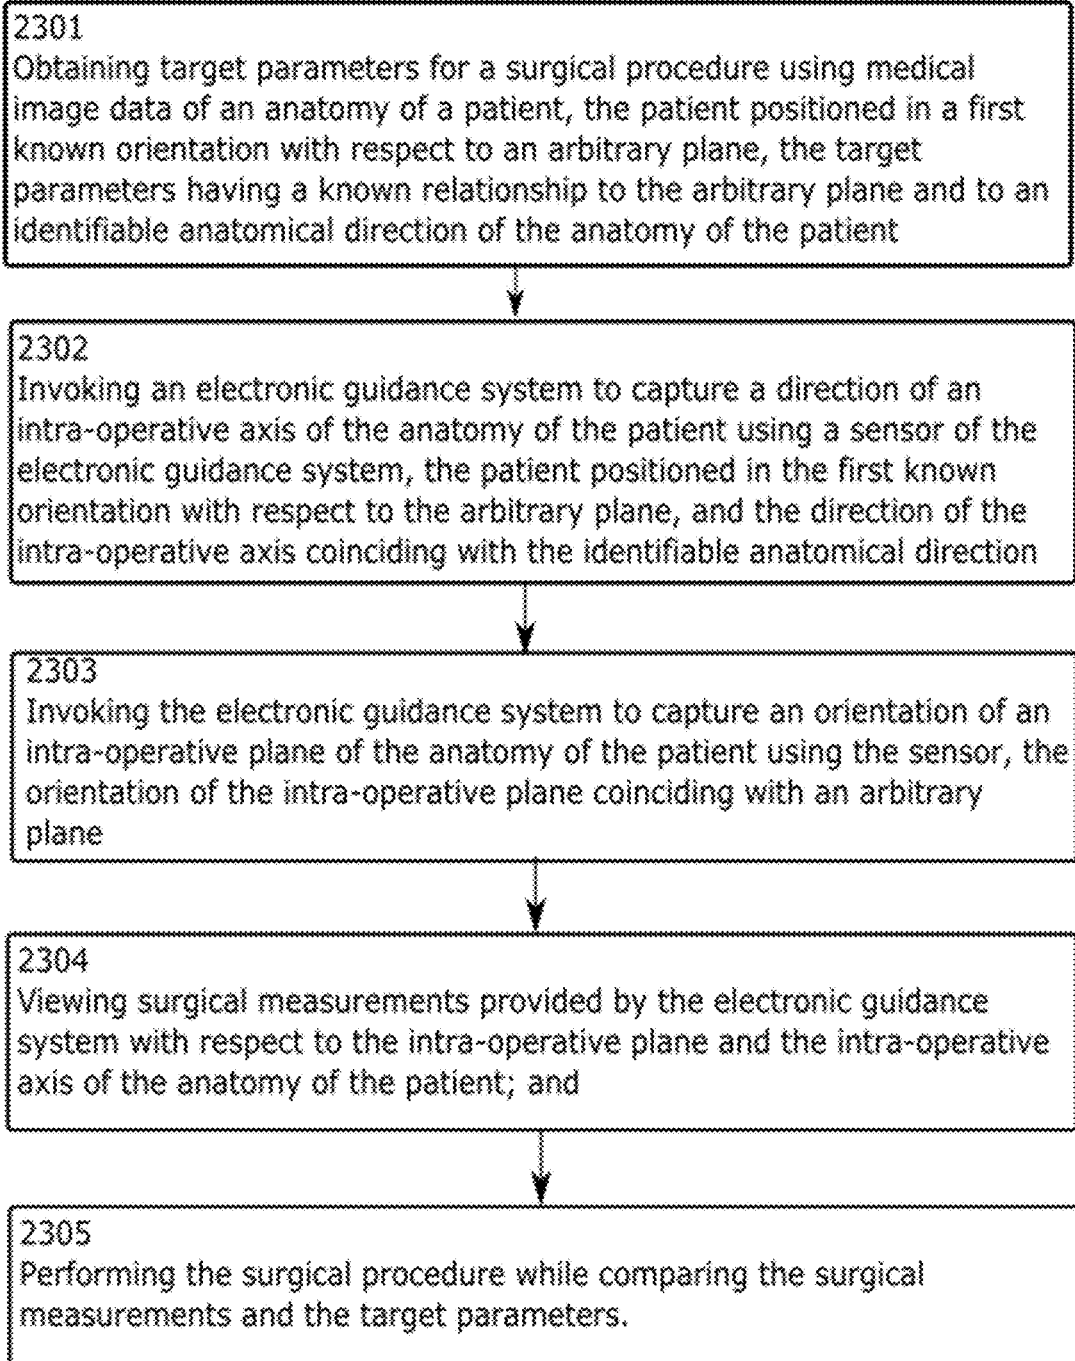 2301
Obtaining target parameters for a surgical procedure using medical
image data of an anatomy of a patient, the patient positioned in a first
known orientation with respect to an arbitrary plane, the target
parameters having a known relationship to the arbitrary plane and to an
identifiable anatomical direction of the anatomy of the patient
2302
Invoking an electronic guidance system to capture a direction of an
intra-operative axis of the anatomy of the patient using a sensor of the
electronic guidance system, the patient positioned in the first known
orientation with respect to the arbitrary plane, and the direction of the
intra-operative axis coinciding with the identifiable anatomical direction
2303
Invoking the electronic guidance system to capture an orientation of an
intra-operative plane of the anatomy of the patient using the sensor, the
orientation of the intra-operative plane coinciding with an arbitrary
plane
2304
Viewing surgical measurements provided by the electronic guidance
system with respect to the intra-operative plane and the intra-operative
axis of the anatomy of the patient; and
2305
Performing the surgical procedure while comparing the surgical
measurements and the target parameters.